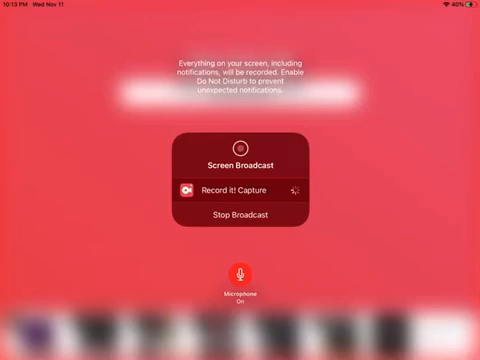 10:13 PM Wed Nov 11
40%
Everything on your screen, including
notifications, will be recorded. Enable
Do Not Disturb to prevent
unexpected notifications.
Screen Broadcast
Record it! Capture
Stop Broadcast
Microphone
On